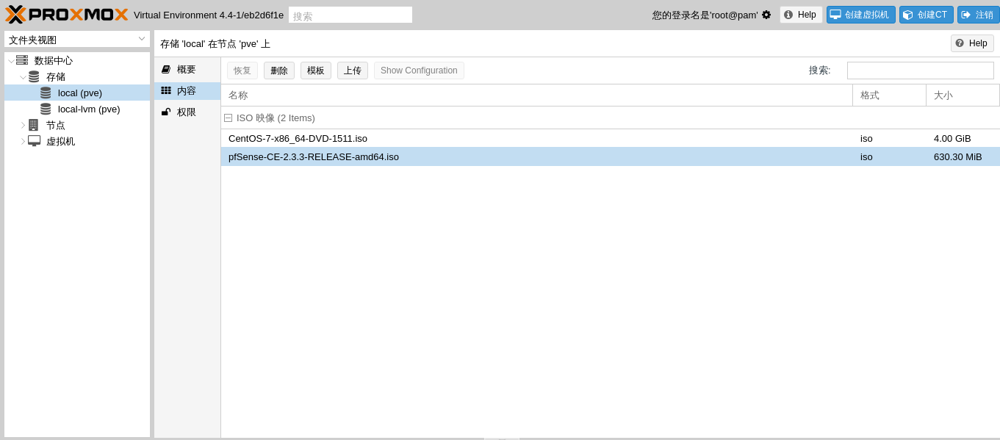 PROXMOX Virtual Environment 4.4-1/eb2d6f1e 搜索 您的登录名是'root@pam' Help 创建虚拟机 创建CT 注销
文件夹视图
数据中心
存储
local (pve)
local-lvm (pve)
节点
虚拟机
存储 'local' 在节点 'pve' 上 Help
概要
内容
权限
恢复 删除 模板 上传 Show Configuration 搜索:
名称 格式 大小
ISO 映像 (2 Items)
CentOS-7-x86_64-DVD-1511.iso iso 4.00 GiB
pfSense-CE-2.3.3-RELEASE-amd64.iso iso 630.30 MiB